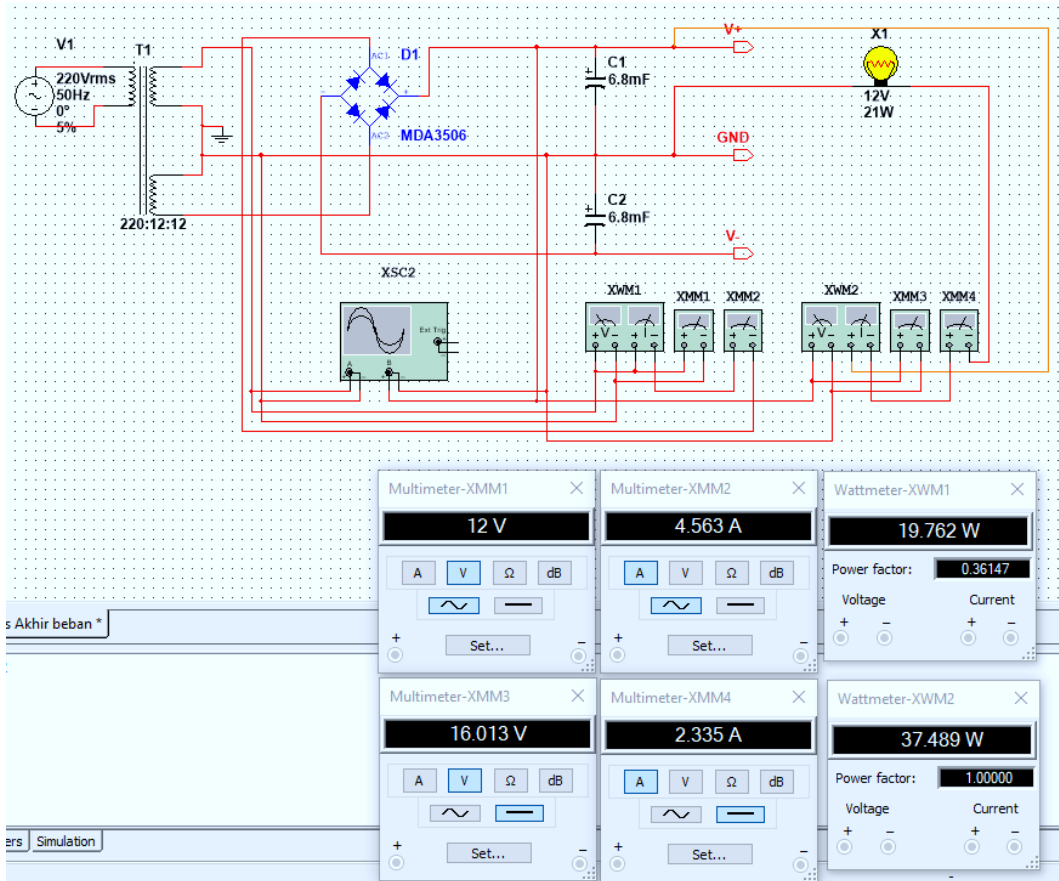 V1
T1
220Vrms
50Hz
0°
5%
220:12:12
AC1
D1
-
+
AC2
MDA3506
C1
6.8mF
C2
6.8mF
V+
GND
V-
X1
12V
21W
XSC2
Ext Trig
A
B
XWM1
V
I
XMM1
XMM2
XWM2
V
I
XMM3
XMM4
Multimeter-XMM1
12 V
A V Ω dB
Set...
+ -
Multimeter-XMM2
4.563 A
A V Ω dB
Set...
+ -
Wattmeter-XWM1
19.762 W
Power factor: 0.36147
Voltage Current
+ - + -
s Akhir beban *
Multimeter-XMM3
16.013 V
A V Ω dB
Set...
+ -
Multimeter-XMM4
2.335 A
A V Ω dB
Set...
+ -
Wattmeter-XWM2
37.489 W
Power factor: 1.00000
Voltage Current
+ - + -
ers Simulation